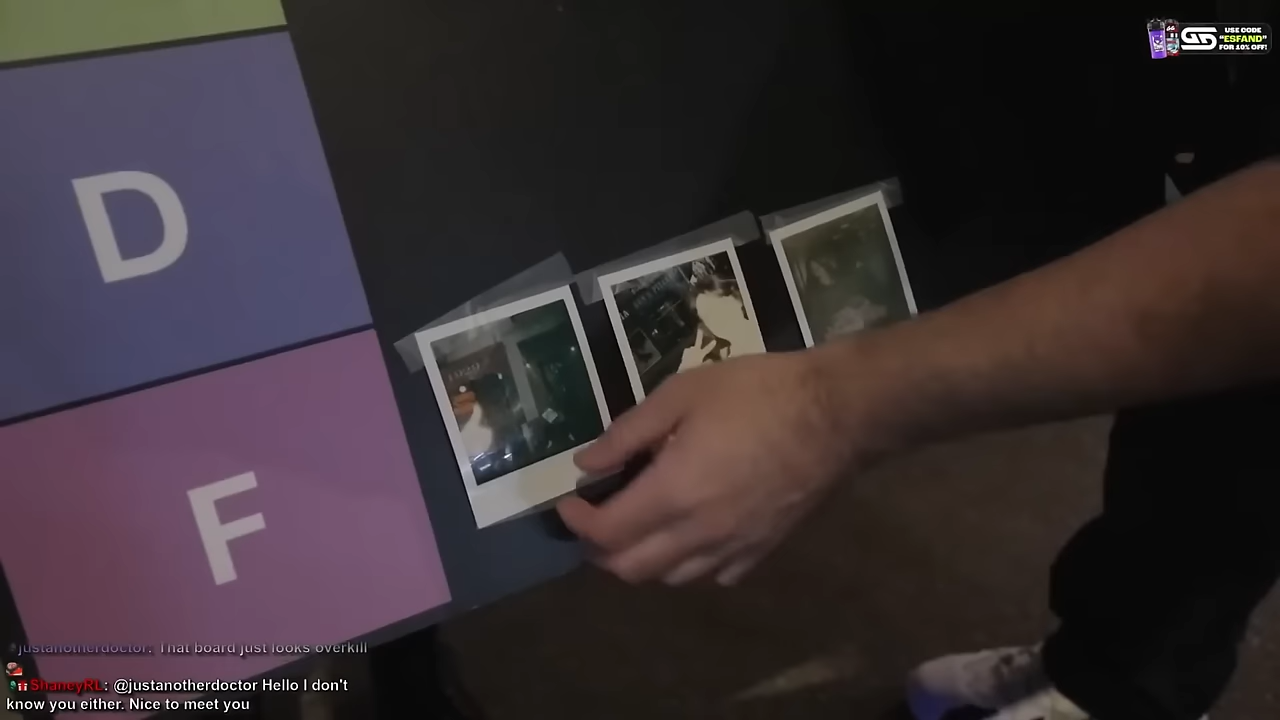 USE CODE
"ESFAND"
FOR 10% OFF!
D
F
justanotherdoctor: That board just looks overkill
ShaneyRL: @justanotherdoctor Hello I don't
know you either. Nice to meet you